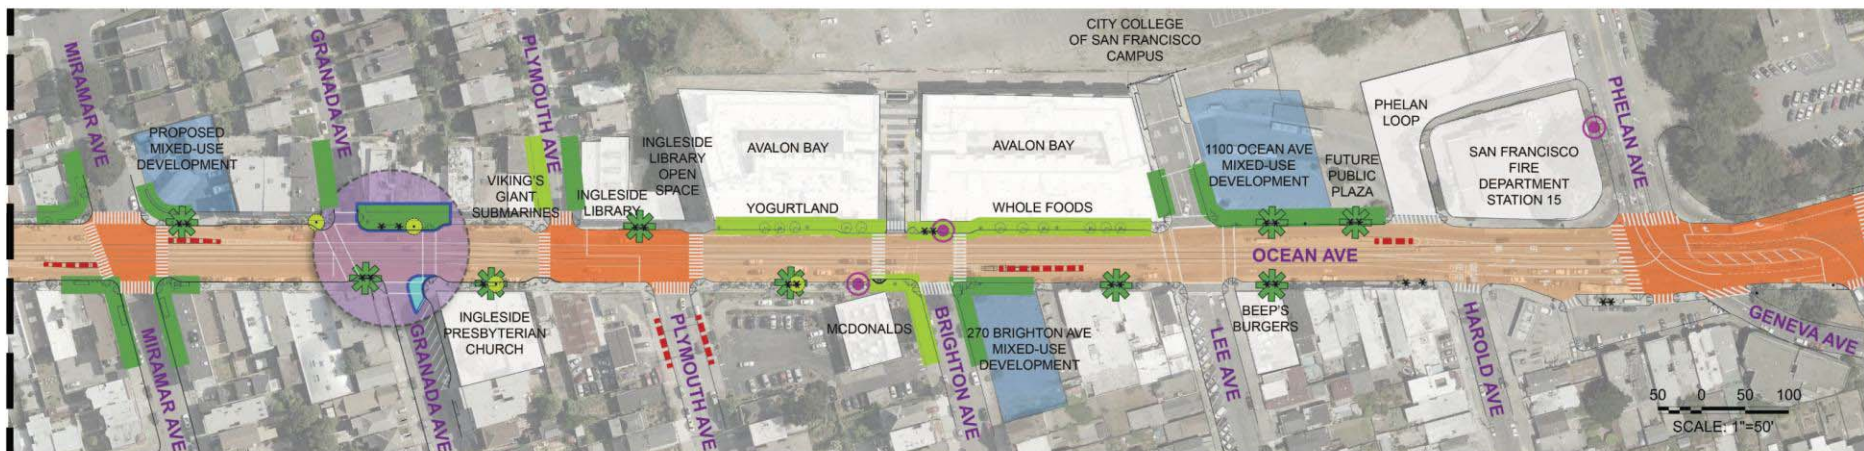 MIRAMAR AVE
GRANADA AVE
PLYMOUTH AVE
CITY COLLEGE
OF SAN FRANCISCO
CAMPUS
PHELAN AVE
PROPOSED
MIXED-USE
DEVELOPMENT
VIKING'S
GIANT
SUBMARINES
INGLESIDE
LIBRARY
INGLESIDE
LIBRARY
OPEN
SPACE
AVALON BAY
YOGURTLAND
AVALON BAY
WHOLE FOODS
1100 OCEAN AVE
MIXED-USE
DEVELOPMENT
FUTURE
PUBLIC
PLAZA
PHELAN
LOOP
SAN FRANCISCO
FIRE
DEPARTMENT
STATION 15
OCEAN AVE
MIRAMAR AVE
GRANADA AVE
INGLESIDE
PRESBYTERIAN
CHURCH
PLYMOUTH AVE
MCDONALDS
BRIGHTON AVE
270 BRIGHTON AVE
MIXED-USE
DEVELOPMENT
LEE AVE
BEEP'S
BURGERS
HAROLD AVE
GENEVA AVE
50 0 50 100
SCALE: 1"=50'